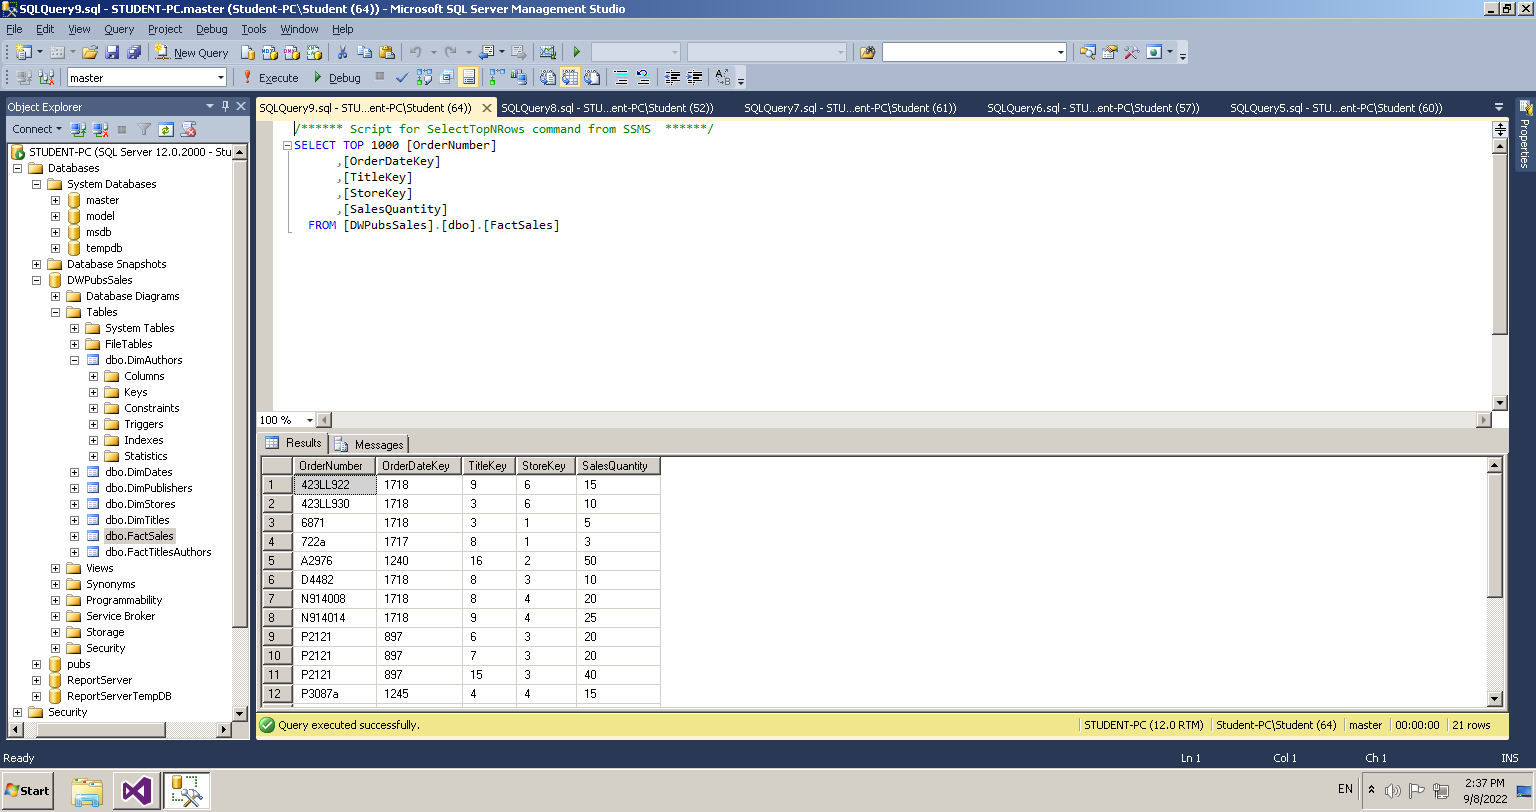 SQLQuery9.sql - STUDENT-PC.master (Student-PC\Student (64)) - Microsoft SQL Server Management Studio
File Edit View Query Project Debug Tools Window Help
New Query
master Execute Debug
Object Explorer
Connect
STUDENT-PC (SQL Server 12.0.2000 - Stu
Databases
System Databases
master
model
msdb
tempdb
Database Snapshots
DWPubsSales
Database Diagrams
Tables
System Tables
FileTables
dbo.DimAuthors
Columns
Keys
Constraints
Triggers
Indexes
Statistics
dbo.DimDates
dbo.DimPublishers
dbo.DimStores
dbo.DimTitles
dbo.FactSales
dbo.FactTitlesAuthors
Views
Synonyms
Programmability
Service Broker
Storage
Security
pubs
ReportServer
ReportServerTempDB
Security
SQLQuery9.sql - STU...ent-PC\Student (64)) SQLQuery8.sql - STU...ent-PC\Student (52)) SQLQuery7.sql - STU...ent-PC\Student (61)) SQLQuery6.sql - STU...ent-PC\Student (57)) SQLQuery5.sql - STU...ent-PC\Student (60))
/****** Script for SelectTopNRows command from SSMS  ******/
SELECT TOP 1000 [OrderNumber]
,[OrderDateKey]
,[TitleKey]
,[StoreKey]
,[SalesQuantity]
FROM [DWPubsSales].[dbo].[FactSales]
Properties
100 %
Results Messages
OrderNumber OrderDateKey TitleKey StoreKey SalesQuantity
1 423LL922 1718 9 6 15
2 423LL930 1718 3 6 10
3 6871 1718 3 1 5
4 722a 1717 8 1 3
5 A2976 1240 16 2 50
6 D4482 1718 8 3 10
7 N914008 1718 8 4 20
8 N914014 1718 9 4 25
9 P2121 897 6 3 20
10 P2121 897 7 3 20
11 P2121 897 15 3 40
12 P3087a 1245 4 4 15
Query executed successfully. STUDENT-PC (12.0 RTM) Student-PC\Student (64) master 00:00:00 21 rows
Ready Ln 1 Col 1 Ch 1 INS
Start EN 2:37 PM
9/8/2022